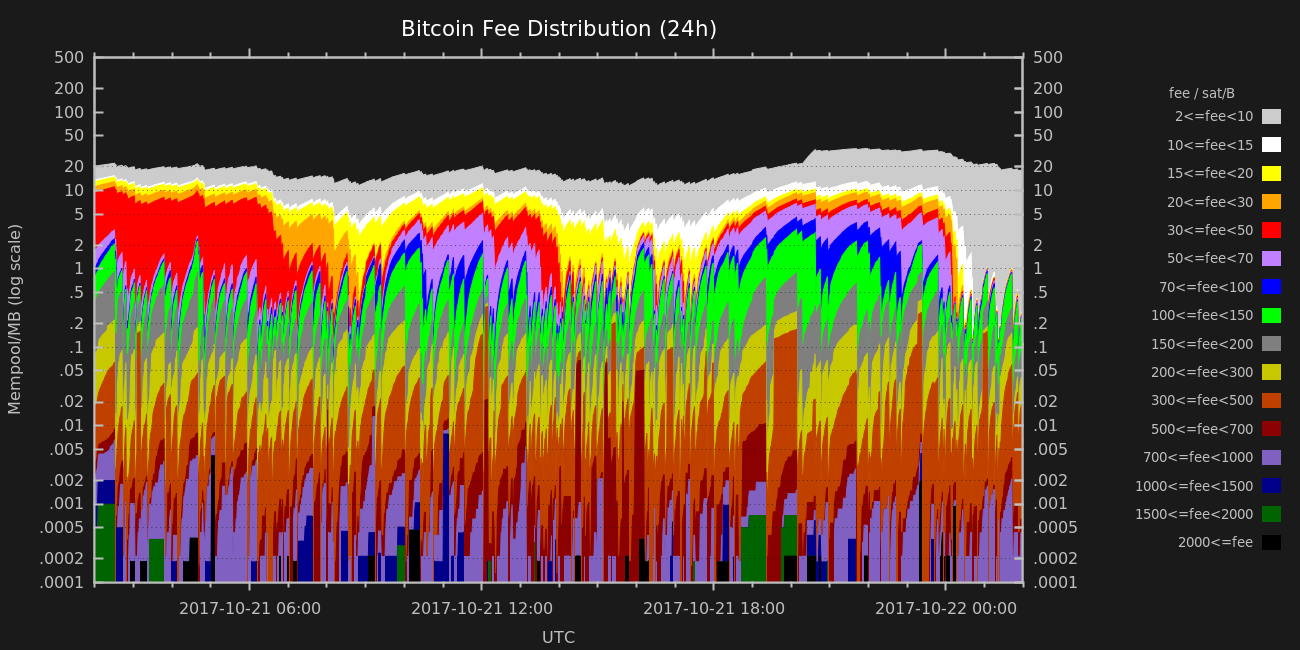 Bitcoin Fee Distribution (24h)
Mempool/MB (log scale)
500
200
100
50
20
10
5
2
1
.5
.2
.1
.05
.02
.01
.005
.002
.001
.0005
.0002
.0001
500
200
100
50
20
10
5
2
1
.5
.2
.1
.05
.02
.01
.005
.002
.001
.0005
.0002
.0001
2017-10-21 06:00
2017-10-21 12:00
2017-10-21 18:00
2017-10-22 00:00
UTC
fee / sat/B
2<=fee<10
10<=fee<15
15<=fee<20
20<=fee<30
30<=fee<50
50<=fee<70
70<=fee<100
100<=fee<150
150<=fee<200
200<=fee<300
300<=fee<500
500<=fee<700
700<=fee<1000
1000<=fee<1500
1500<=fee<2000
2000<=fee